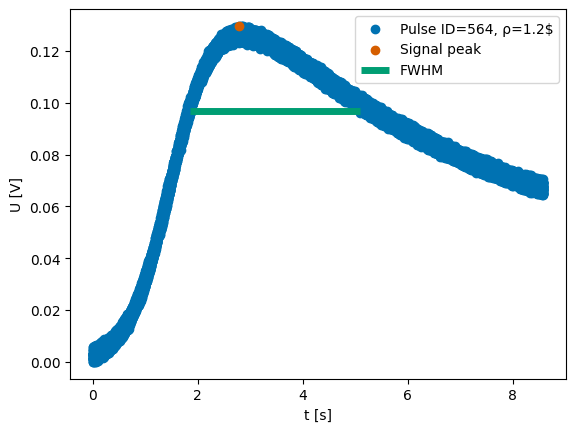 Pulse ID=564, ρ=1.2$
Signal peak
FWHM
U [V]
0.12
0.10
0.08
0.06
0.04
0.02
0.00
0 2 4 6 8
t [s]